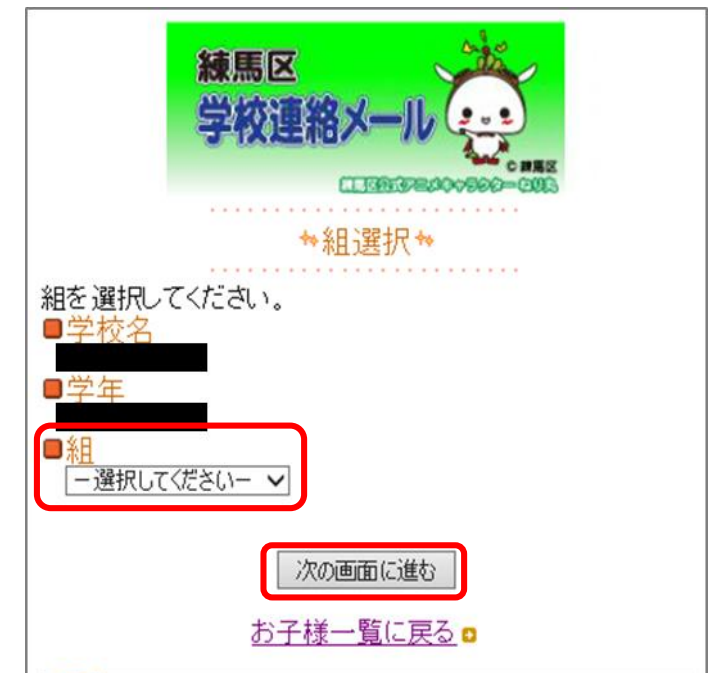 練馬区
学校連絡メール
© 練馬区
練馬区公式アニメキャラクター ねり丸
組選択
組を選択してください。
学校名
学年
組
－選択してください－
次の画面に進む
お子様一覧に戻る